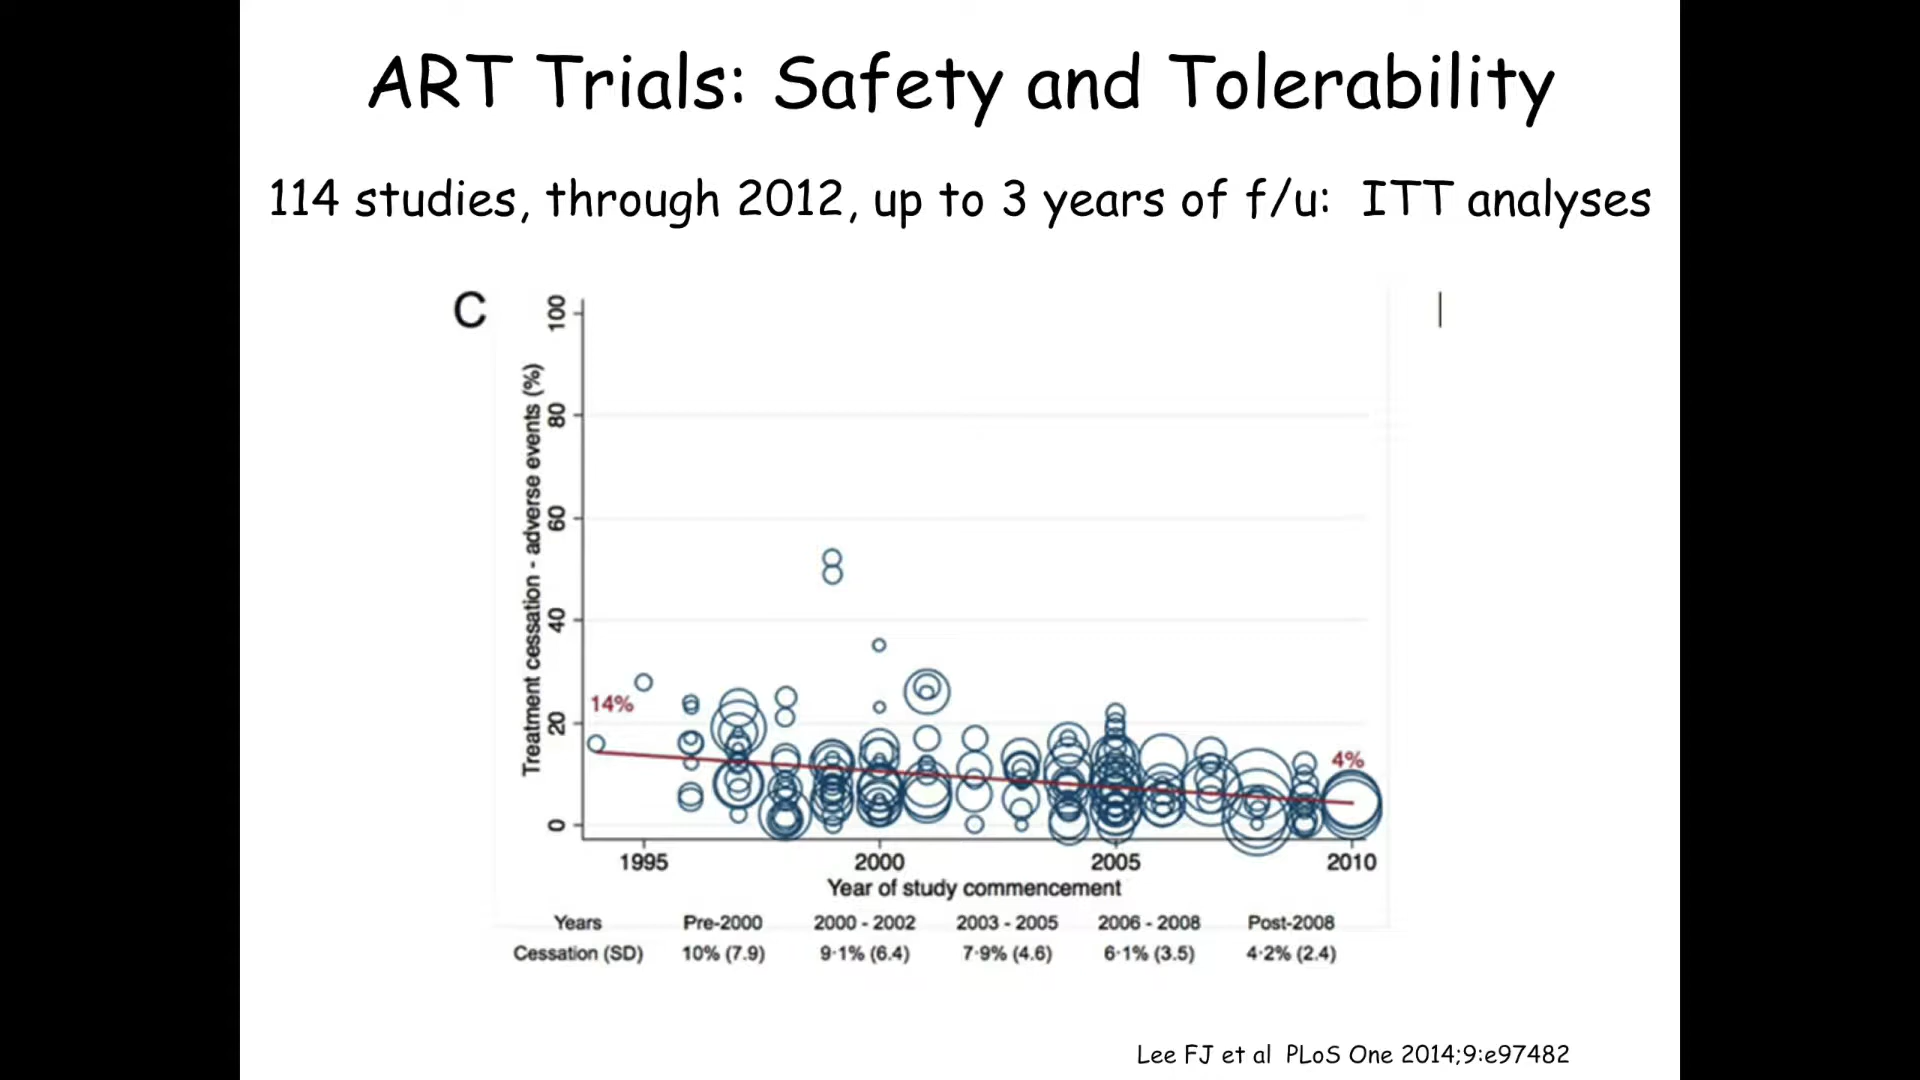 ART Trials: Safety and Tolerability
114 studies, through 2012, up to 3 years of f/u: ITT analyses
C
Treatment cessation - adverse events (%)
100
80
60
40
20
0
14%
4%
1995 2000 2005 2010
Year of study commencement
Years Pre-2000 2000 - 2002 2003 - 2005 2006 - 2008 Post-2008
Cessation (SD) 10% (7.9) 9·1% (6.4) 7·9% (4.6) 6·1% (3.5) 4·2% (2.4)
Lee FJ et al PLoS One 2014;9:e97482